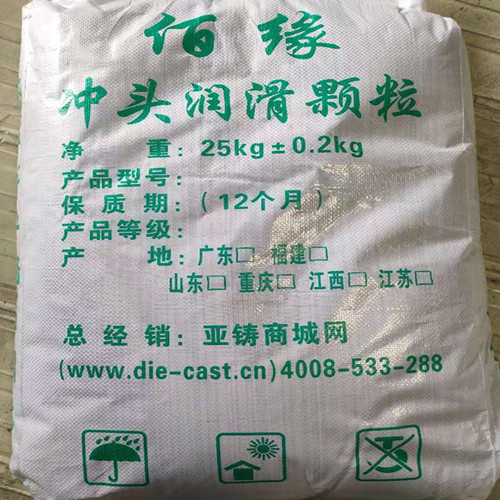 佰缘
冲头润滑颗粒
净 重：25kg±0.2kg
产品型号：
保质期：（12个月）
产品等级：
产 地：广东□ 福建□
山东□ 重庆□ 江西□ 江苏□
总经销：亚铸商城网
(www.die-cast.cn)4008-533-288